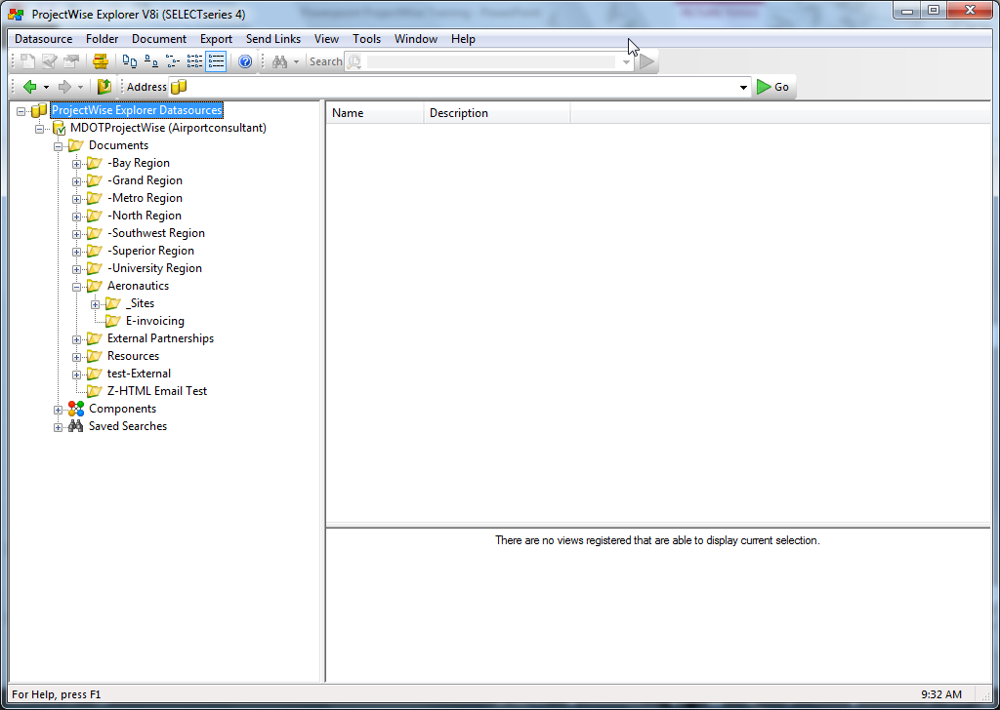 ProjectWise Explorer V8i (SELECTseries 4)
Datasource Folder Document Export Send Links View Tools Window Help
Search
Address Go
ProjectWise Explorer Datasources
MDOTProjectWise (Airportconsultant)
Documents
-Bay Region
-Grand Region
-Metro Region
-North Region
-Southwest Region
-Superior Region
-University Region
Aeronautics
_Sites
E-invoicing
External Partnerships
Resources
test-External
Z-HTML Email Test
Components
Saved Searches
Name Description
There are no views registered that are able to display current selection.
For Help, press F1 9:32 AM